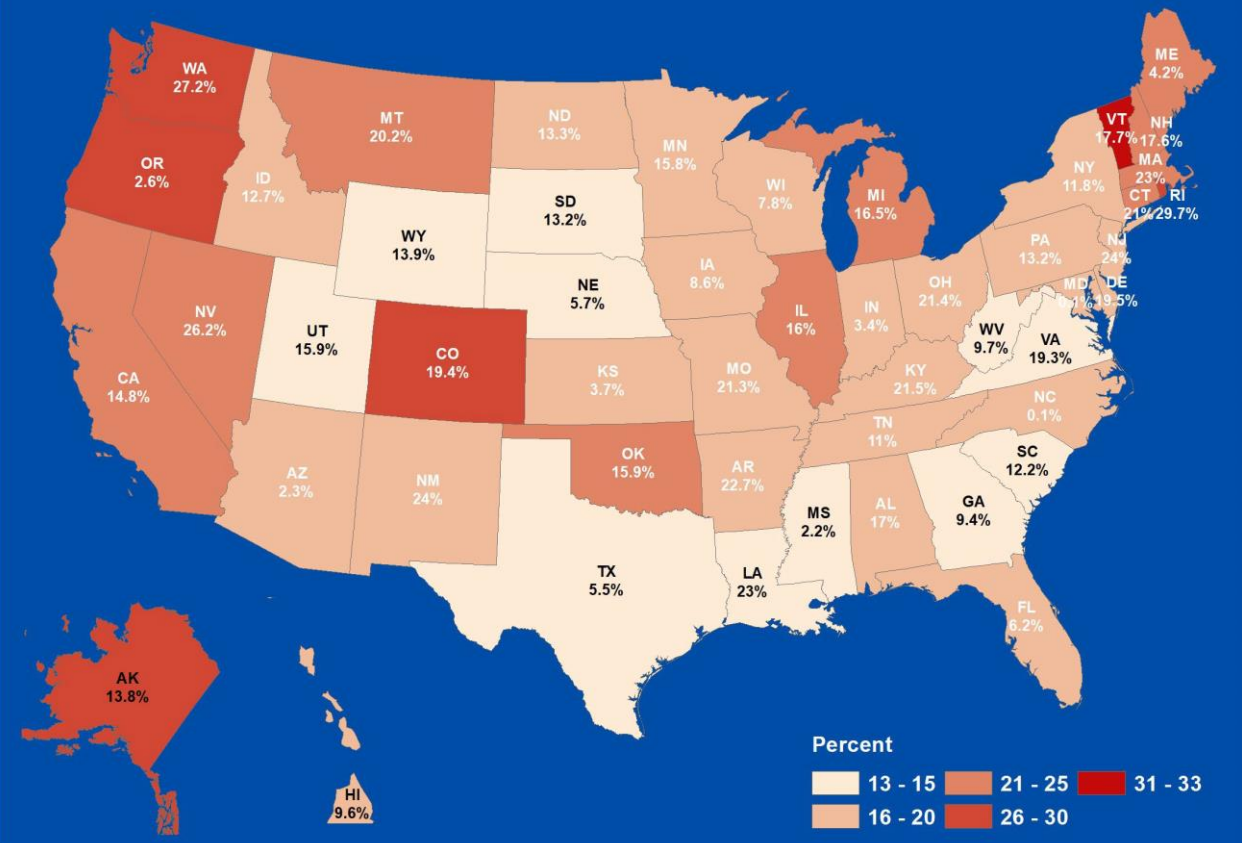 WA
27.2%
MT
20.2%
ND
13.3%
MN
15.8%
ME
4.2%
VT
17.7%
NH
17.6%
OR
2.6%
ID
12.7%
WY
13.9%
SD
13.2%
WI
7.8%
MI
16.5%
NY
11.8%
MA
23%
CT
21%
RI
29.7%
NV
26.2%
UT
15.9%
NE
5.7%
IA
8.6%
IL
16%
IN
3.4%
OH
21.4%
PA
13.2%
NJ
24%
MD
DE
19.5%
CA
14.8%
CO
19.4%
KS
3.7%
MO
21.3%
KY
21.5%
WV
9.7%
VA
19.3%
AZ
2.3%
NM
24%
OK
15.9%
AR
22.7%
TN
11%
NC
0.1%
SC
12.2%
TX
5.5%
LA
23%
MS
2.2%
AL
17%
GA
9.4%
FL
6.2%
AK
13.8%
HI
9.6%
Percent
13 - 15
21 - 25
31 - 33
16 - 20
26 - 30